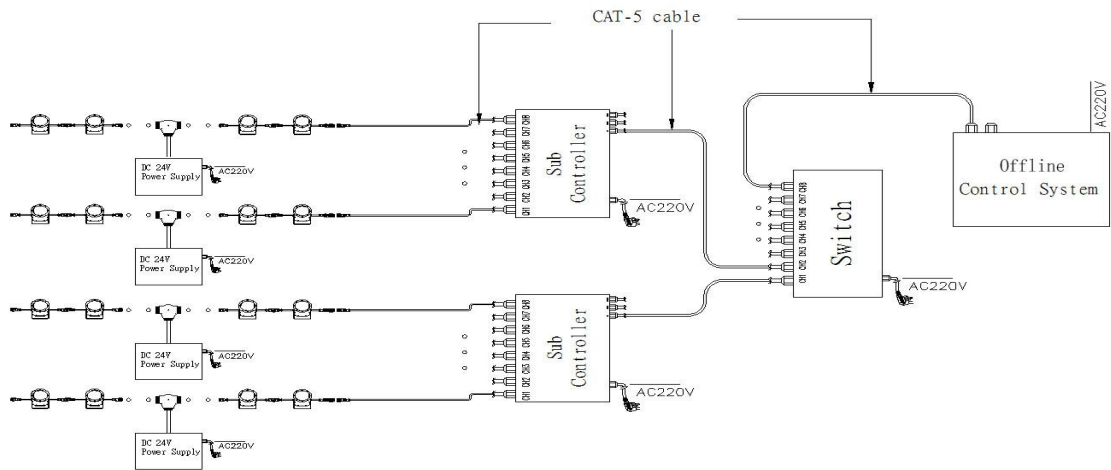 CAT-5 cable
AC220V
Offline
Control System
CH8
CH7
CH6
CH5
CH4
CH3
CH2
CH1
Sub
Controller
AC220V
DC 24V
Power Supply
AC220V
DC 24V
Power Supply
AC220V
CH8
CH7
CH6
CH5
CH4
CH3
CH2
CH1
Switch
AC220V
CH8
CH7
CH6
CH5
CH4
CH3
CH2
CH1
Sub
Controller
AC220V
DC 24V
Power Supply
AC220V
DC 24V
Power Supply
AC220V